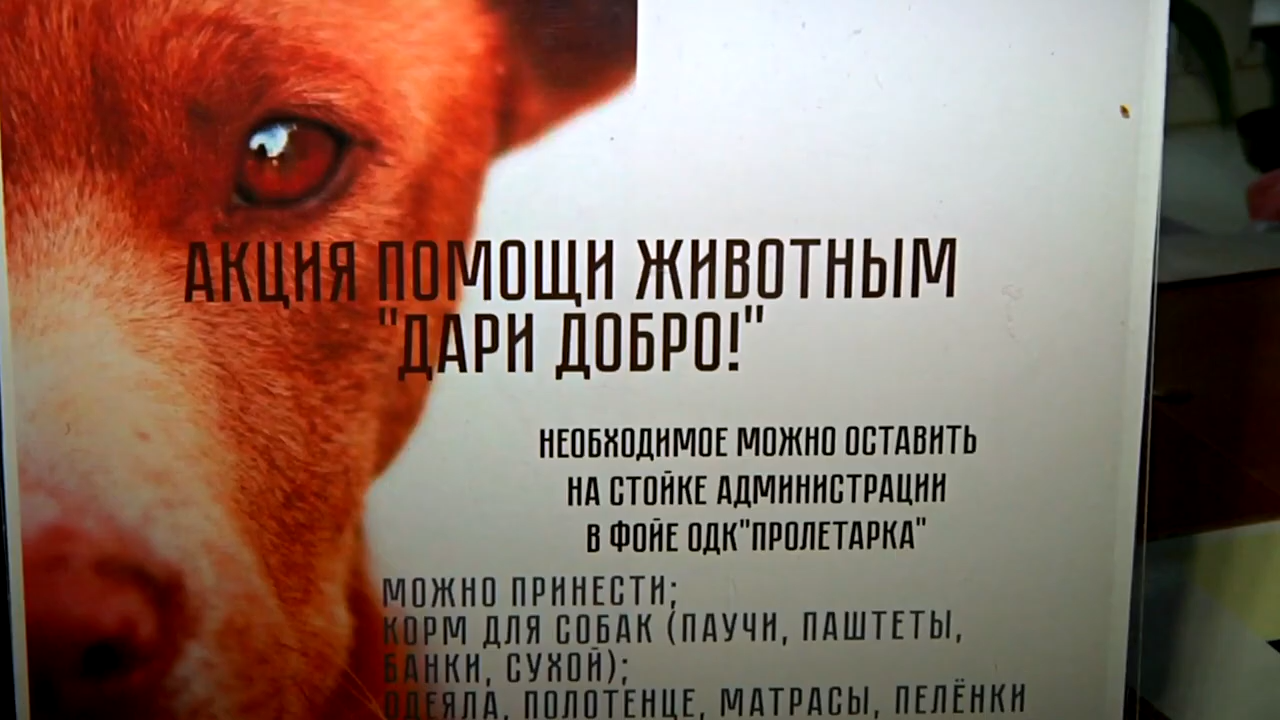 АКЦИЯ ПОМОЩИ ЖИВОТНЫМ
"ДАРИ ДОБРО!"
НЕОБХОДИМОЕ МОЖНО ОСТАВИТЬ
НА СТОЙКЕ АДМИНИСТРАЦИИ
В ФОЙЕ ОДК"ПРОЛЕТАРКА"
МОЖНО ПРИНЕСТИ;
КОРМ ДЛЯ СОБАК (ПАУЧИ, ПАШТЕТЫ,
БАНКИ, СУХОЙ);
ОДЕЯЛА, ПОЛОТЕНЦЕ, МАТРАСЫ, ПЕЛЁНКИ